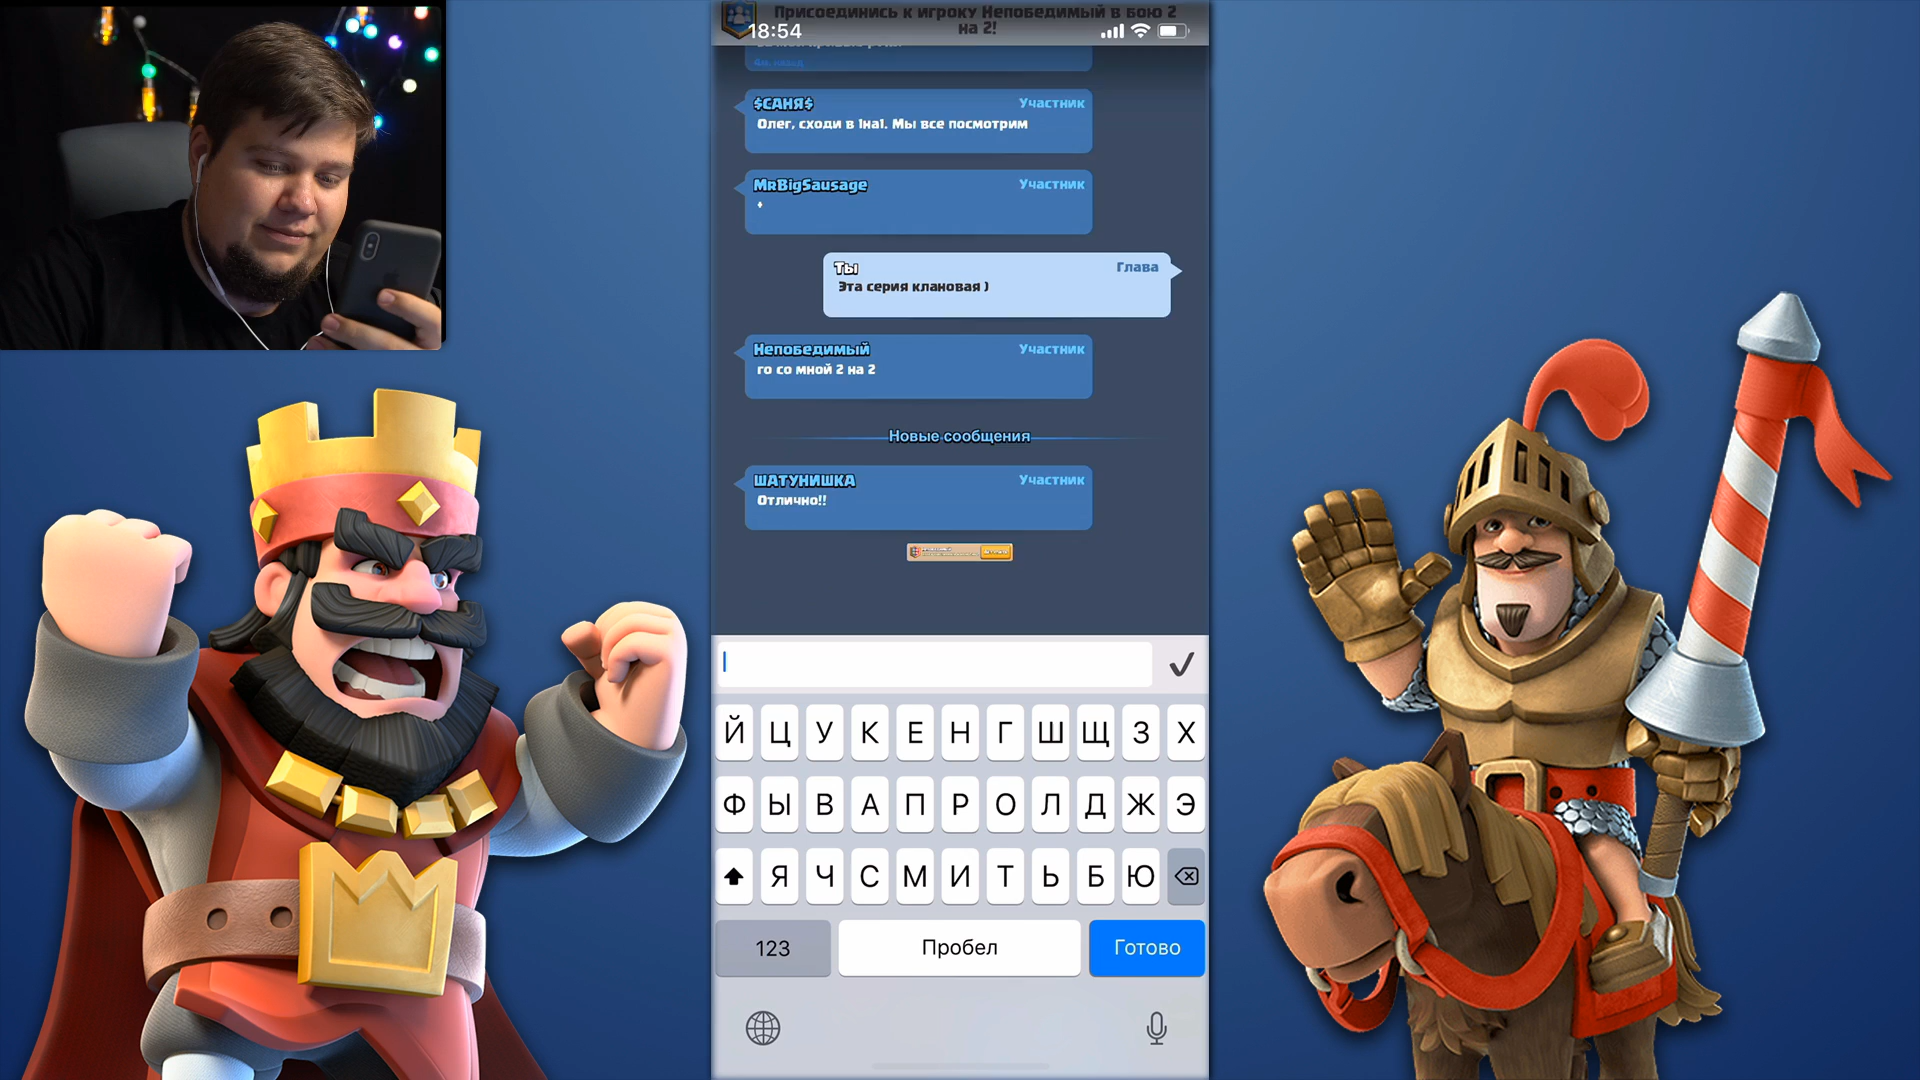 Присоединись к игроку Непобедимый в бою 2
на 2!
18:54
$САНЯ$
Участник
Олег, сходи в 1на1. Мы все посмотрим
MrBigSausage
Участник
+
Ты
Глава
Эта серия клановая )
Непобедимый
Участник
го со мной 2 на 2
Новые сообщения
ШАТУНИШКА
Участник
Отлично!!
Й Ц У К Е Н Г Ш Щ З Х
Ф Ы В А П Р О Л Д Ж Э
Я Ч С М И Т Ь Б Ю
123
Пробел
Готово